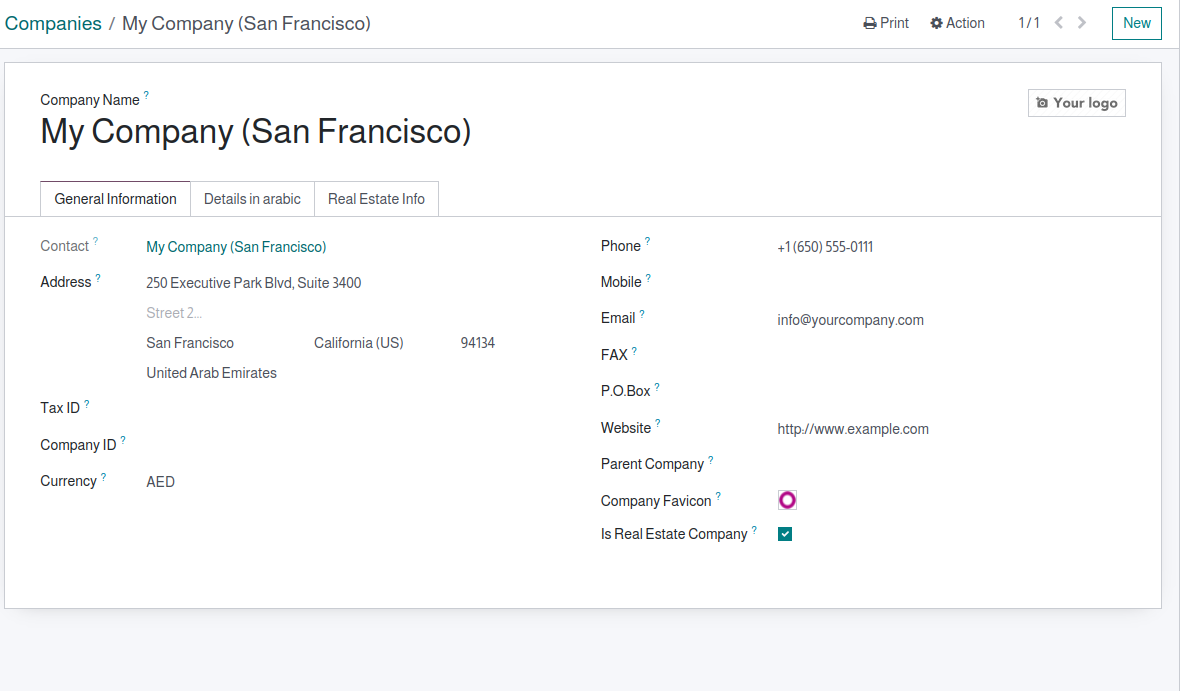 Companies / My Company (San Francisco)
Print Action 1 / 1 New
Company Name ?
My Company (San Francisco)
Your logo
General Information Details in arabic Real Estate Info
Contact ? My Company (San Francisco)
Address ? 250 Executive Park Blvd, Suite 3400
Street 2...
San Francisco California (US) 94134
United Arab Emirates
Tax ID ?
Company ID ?
Currency ? AED
Phone ? +1 (650) 555-0111
Mobile ?
Email ? info@yourcompany.com
FAX ?
P.O.Box ?
Website ? http://www.example.com
Parent Company ?
Company Favicon ?
Is Real Estate Company ?